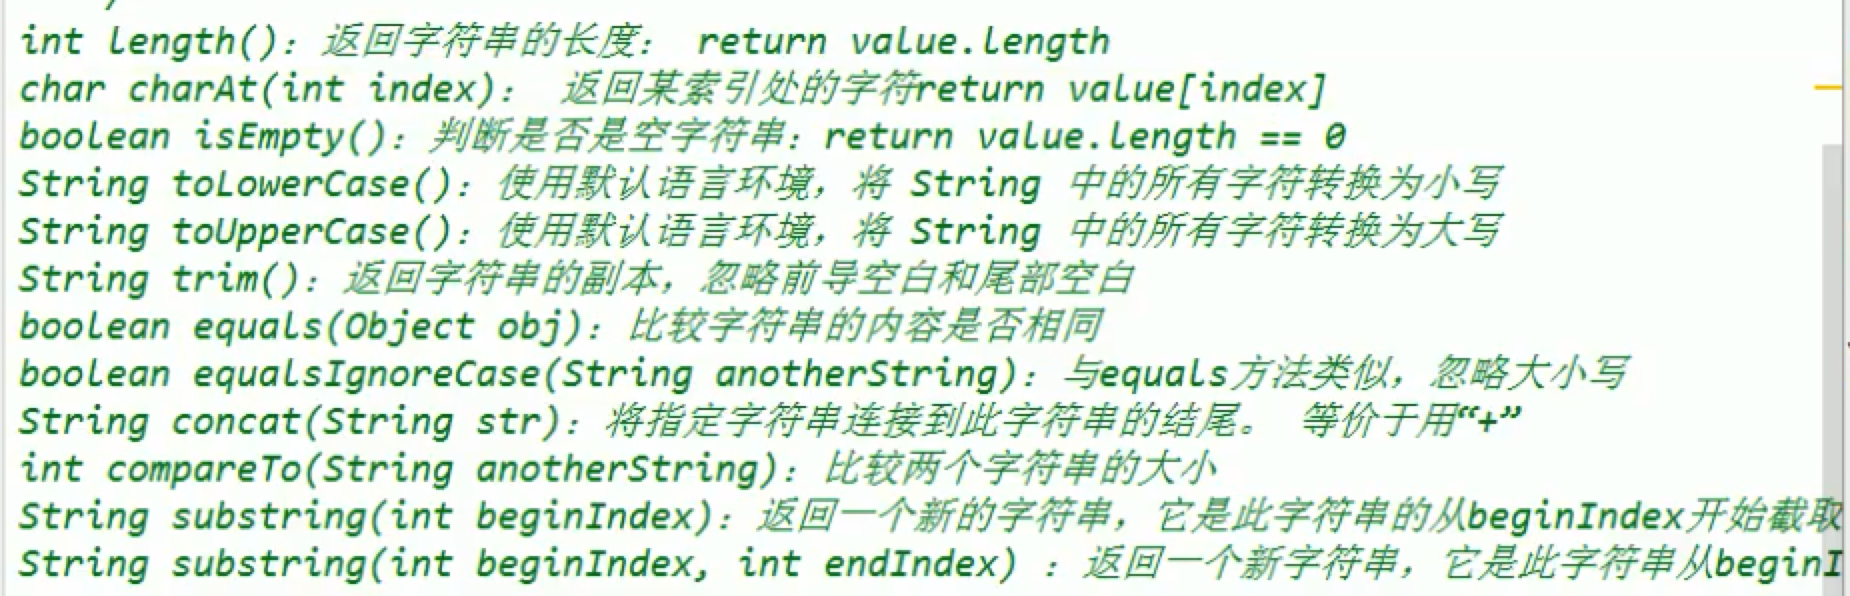 int length(): 返回字符串的长度: return value.length
char charAt(int index): 返回某索引处的字符return value[index]
boolean isEmpty(): 判断是否是空字符串: return value.length == 0
String toLowerCase(): 使用默认语言环境, 将 String 中的所有字符转换为小写
String toUpperCase(): 使用默认语言环境, 将 String 中的所有字符转换为大写
String trim(): 返回字符串的副本, 忽略前导空白和尾部空白
boolean equals(Object obj): 比较字符串的内容是否相同
boolean equalsIgnoreCase(String anotherString): 与equals方法类似, 忽略大小写
String concat(String str): 将指定字符串连接到此字符串的结尾。 等价于用“+”
int compareTo(String anotherString): 比较两个字符串的大小
String substring(int beginIndex): 返回一个新的字符串, 它是此字符串的从beginIndex开始截取
String substring(int beginIndex, int endIndex) : 返回一个新字符串, 它是此字符串从beginI